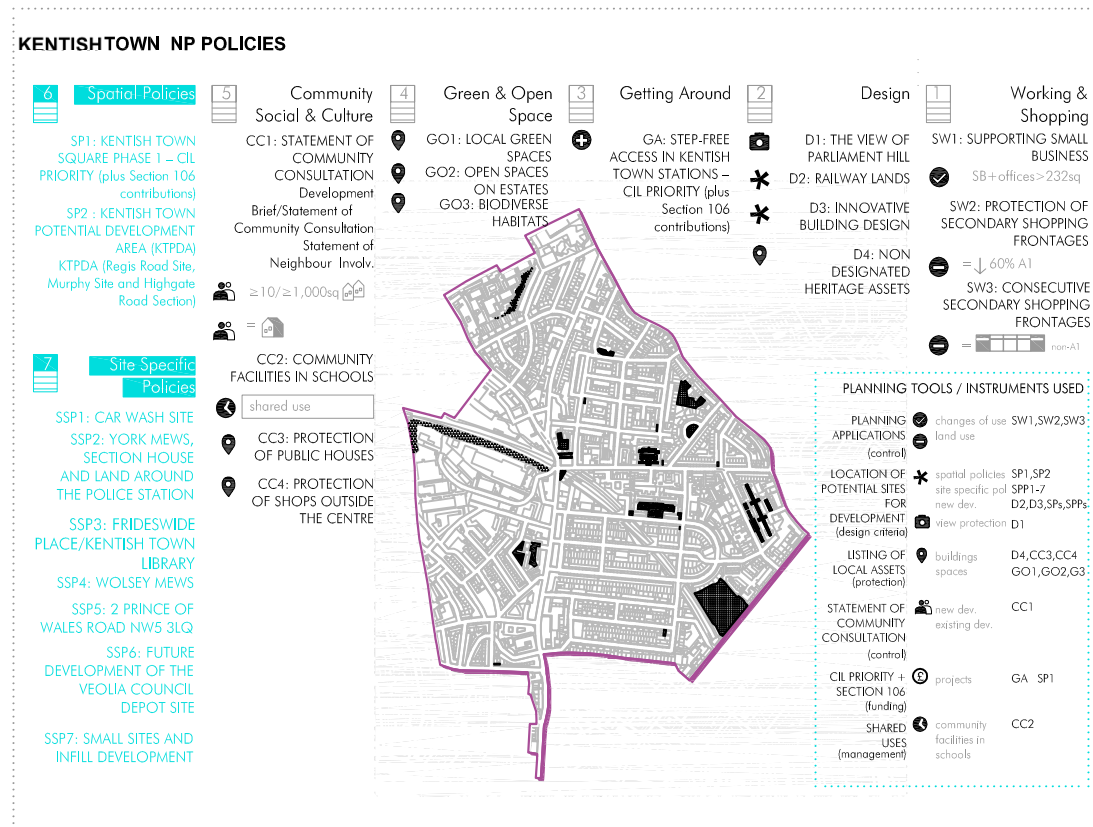 KENTISH TOWN NP POLICIES
6
Spatial Policies
SP1: KENTISH TOWN
SQUARE PHASE 1 – CIL
PRIORITY (plus Section 106
contributions)
SP2 : KENTISH TOWN
POTENTIAL DEVELOPMENT
AREA (KTPDA)
KTPDA (Regis Road Site,
Murphy Site and Highgate
Road Section)
7
Site Specific
Policies
SSP1: CAR WASH SITE
SSP2: YORK MEWS,
SECTION HOUSE
AND LAND AROUND
THE POLICE STATION
SSP3: FRIDESWIDE
PLACE/KENTISH TOWN
LIBRARY
SSP4: WOLSEY MEWS
SSP5: 2 PRINCE OF
WALES ROAD NW5 3LQ
SSP6: FUTURE
DEVELOPMENT OF THE
VEOLIA COUNCIL
DEPOT SITE
SSP7: SMALL SITES AND
INFILL DEVELOPMENT
5
Community
Social & Culture
CC1: STATEMENT OF
COMMUNITY
CONSULTATION
Development
Brief/Statement of
Community Consultation
Statement of
Neighbour Involv.
≥10/≥1,000sq
=
CC2: COMMUNITY
FACILITIES IN SCHOOLS
shared use
CC3: PROTECTION
OF PUBLIC HOUSES
CC4: PROTECTION
OF SHOPS OUTSIDE
THE CENTRE
4
Green & Open
Space
GO1: LOCAL GREEN
SPACES
GO2: OPEN SPACES
ON ESTATES
GO3: BIODIVERSE
HABITATS
3
Getting Around
GA: STEP-FREE
ACCESS IN KENTISH
TOWN STATIONS –
CIL PRIORITY (plus
Section 106
contributions)
2
Design
D1: THE VIEW OF
PARLIAMENT HILL
D2: RAILWAY LANDS
D3: INNOVATIVE
BUILDING DESIGN
D4: NON
DESIGNATED
HERITAGE ASSETS
1
Working &
Shopping
SW1: SUPPORTING SMALL
BUSINESS
SB+offices>232sq
SW2: PROTECTION OF
SECONDARY SHOPPING
FRONTAGES
=↓ 60% A1
SW3: CONSECUTIVE
SECONDARY SHOPPING
FRONTAGES
= non-A1
PLANNING TOOLS / INSTRUMENTS USED
PLANNING changes of use SW1,SW2,SW3
APPLICATIONS land use
(control)
LOCATION OF spatial policies SP1,SP2
POTENTIAL SITES site specific pol SPP1-7
FOR new dev. D2,D3,SPs,SPPs
DEVELOPMENT view protection D1
(design criteria)
LISTING OF buildings D4,CC3,CC4
LOCAL ASSETS spaces GO1,GO2,G3
(protection)
STATEMENT OF new dev. CC1
COMMUNITY existing dev.
CONSULTATION
(control)
CIL PRIORITY + £ projects GA SP1
SECTION 106
(funding)
SHARED community CC2
USES facilities in
(management) schools